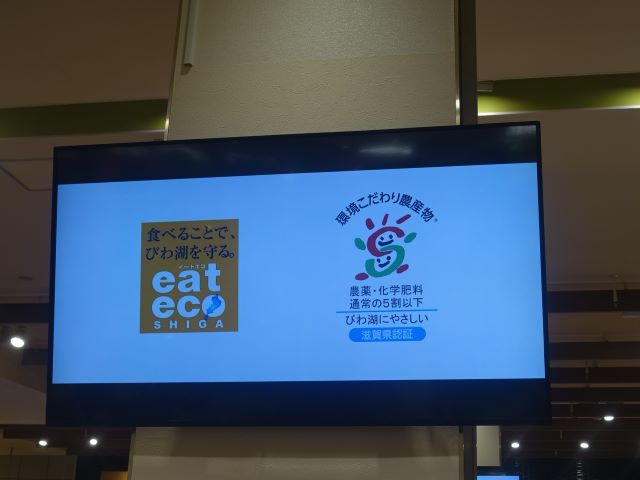 食べることで、
びわ湖を守る。
イートエコ
eat
eco
SHIGA
環境こだわり農産物®
農薬・化学肥料
通常の5割以下
びわ湖にやさしい
滋賀県認証